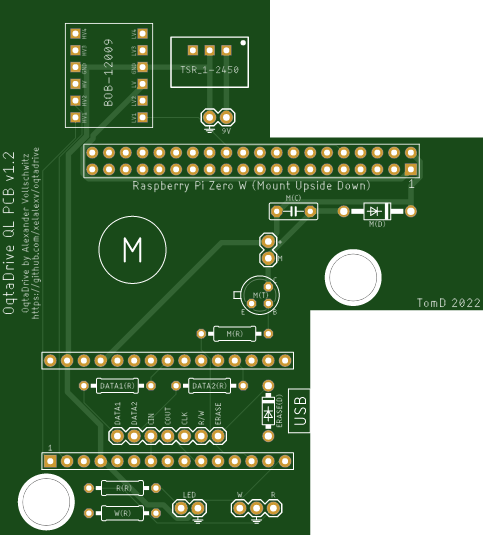 HV4
LV4
HV3
LV3
GND
GND
HV
LV
HV2
LV2
HV1
LV1
BOB-12009
TSR_1-2450
9V
OqtaDrive QL PCB v1.2
OqtaDrive by Alexander Vollschwitz
https://github.com/xelalexv/oqtadrive
Raspberry Pi Zero W (Mount Upside Down)
1
M(C)
M(D)
M
+
M
M(T)
E
C
B
TomD 2022
M(R)
DATA1(R)
DATA2(R)
ERASE(D)
USB
DATA1
DATA2
CIN
COUT
CLK
R/W
ERASE
1
R(R)
W(R)
LED
W
R